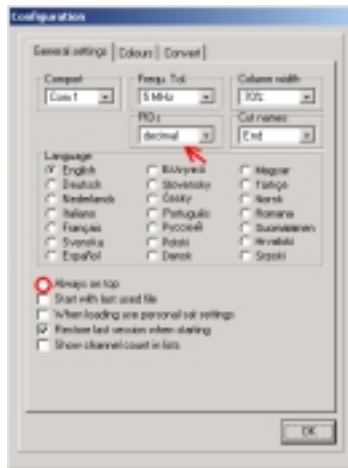 Configuration
General settings Colours Convert
Comport Frequ. Tol. Column width
Com 1 5 MHz 70%
PIDs Cut names
decimal End
Language
English Ελληνικά Magyar
Deutsch Slovensky Türkçe
Nederlands Česky Norsk
Italiano Português Romana
Français Русский Suomalainen
Svenska Polski Hrvatski
Español Dansk Srpski
Always on top
Start with last used file
When loading use personal sat settings
Restore last session when starting
Show channel count in lists
OK